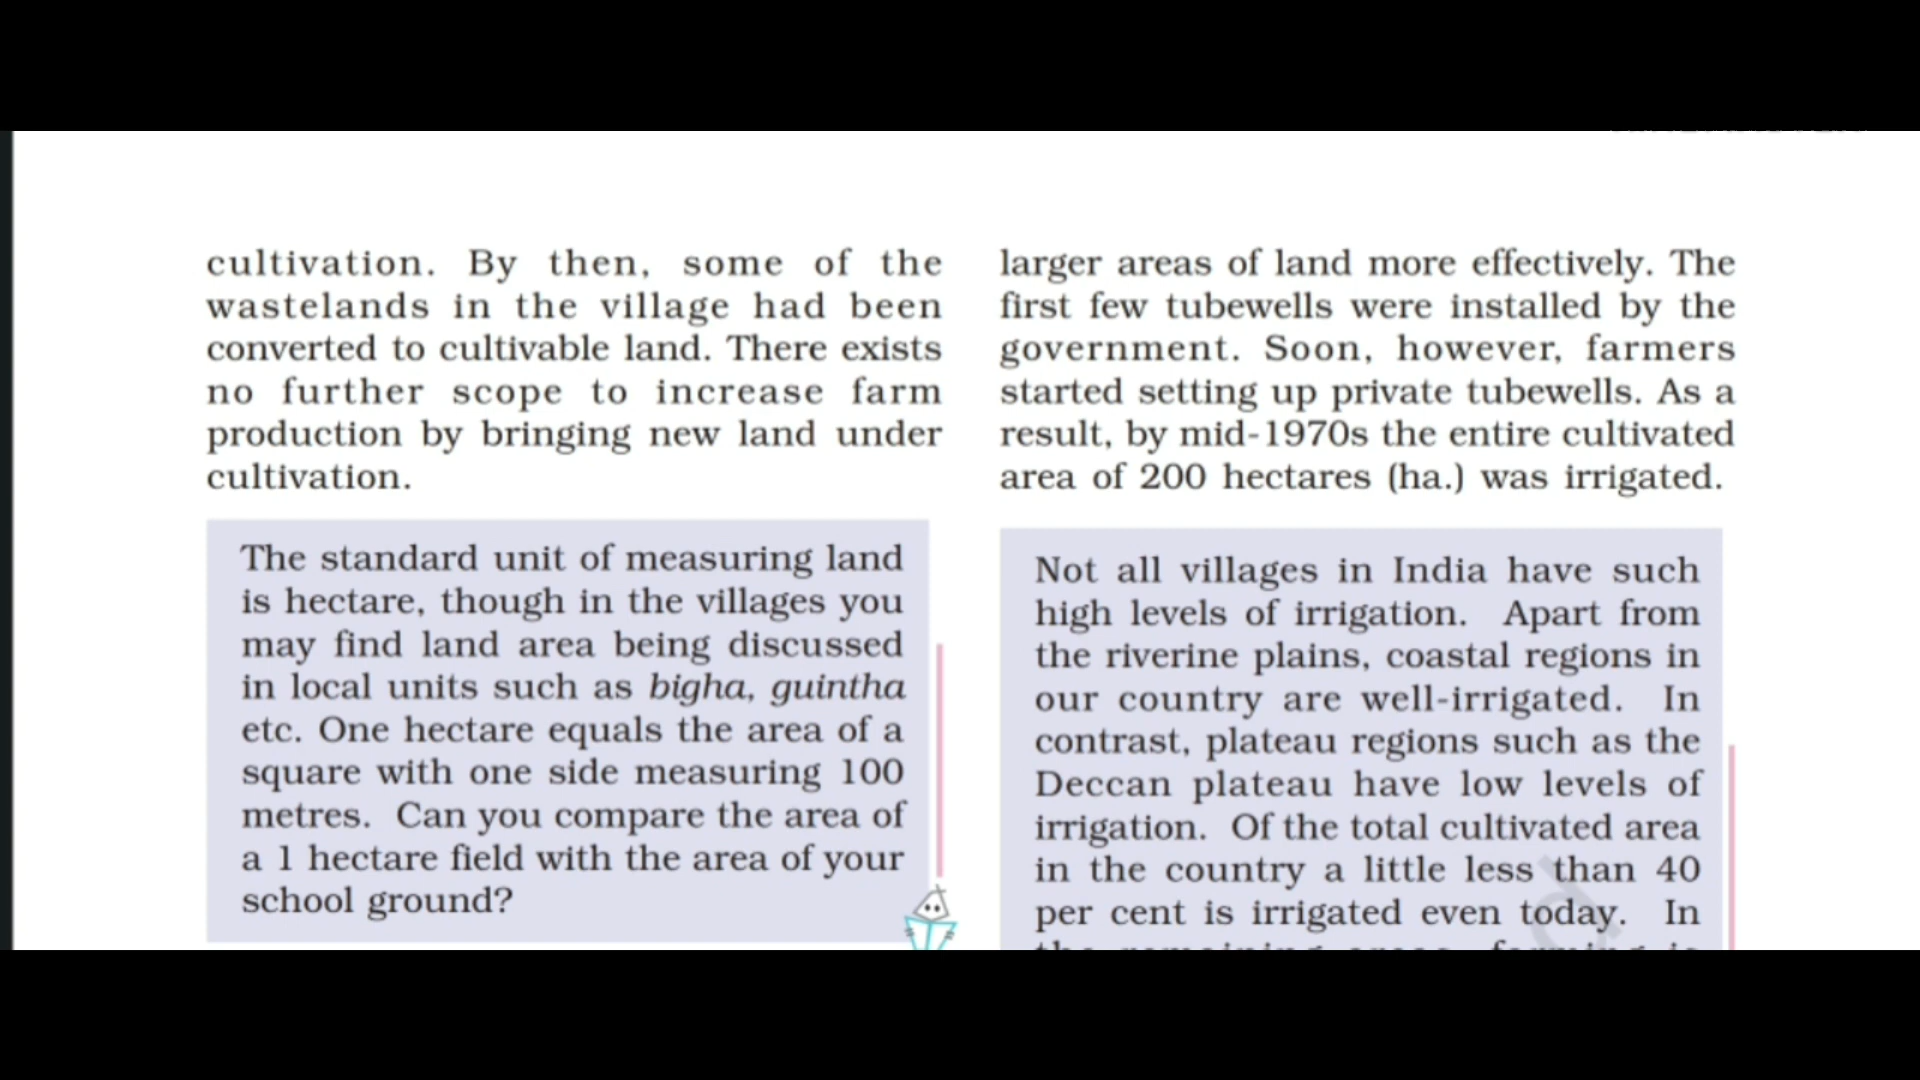 cultivation. By then, some of the
wastelands in the village had been
converted to cultivable land. There exists
no further scope to increase farm
production by bringing new land under
cultivation.
The standard unit of measuring land
is hectare, though in the villages you
may find land area being discussed
in local units such as bigha, guintha
etc. One hectare equals the area of a
square with one side measuring 100
metres. Can you compare the area of
a 1 hectare field with the area of your
school ground?
larger areas of land more effectively. The
first few tubewells were installed by the
government. Soon, however, farmers
started setting up private tubewells. As a
result, by mid-1970s the entire cultivated
area of 200 hectares (ha.) was irrigated.
Not all villages in India have such
high levels of irrigation. Apart from
the riverine plains, coastal regions in
our country are well-irrigated. In
contrast, plateau regions such as the
Deccan plateau have low levels of
irrigation. Of the total cultivated area
in the country a little less than 40
per cent is irrigated even today. In